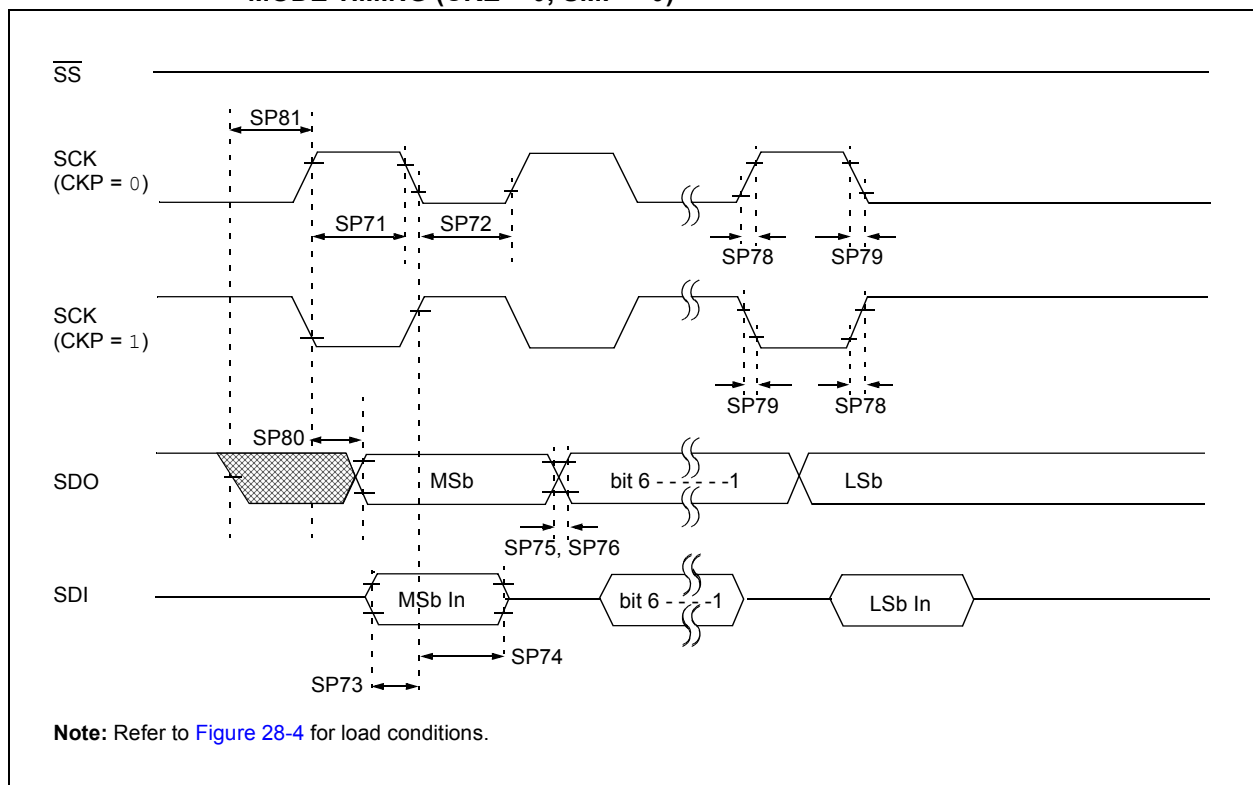 SS
SP81
SCK
(CKP = 0)
SP71
SP72
SP78
SP79
SCK
(CKP = 1)
SP79
SP78
SP80
SDO
MSb
bit 6 - - - - - -1
LSb
SP75, SP76
SDI
MSb In
bit 6 - - - - -1
LSb In
SP74
SP73
Note: Refer to Figure 28-4 for load conditions.